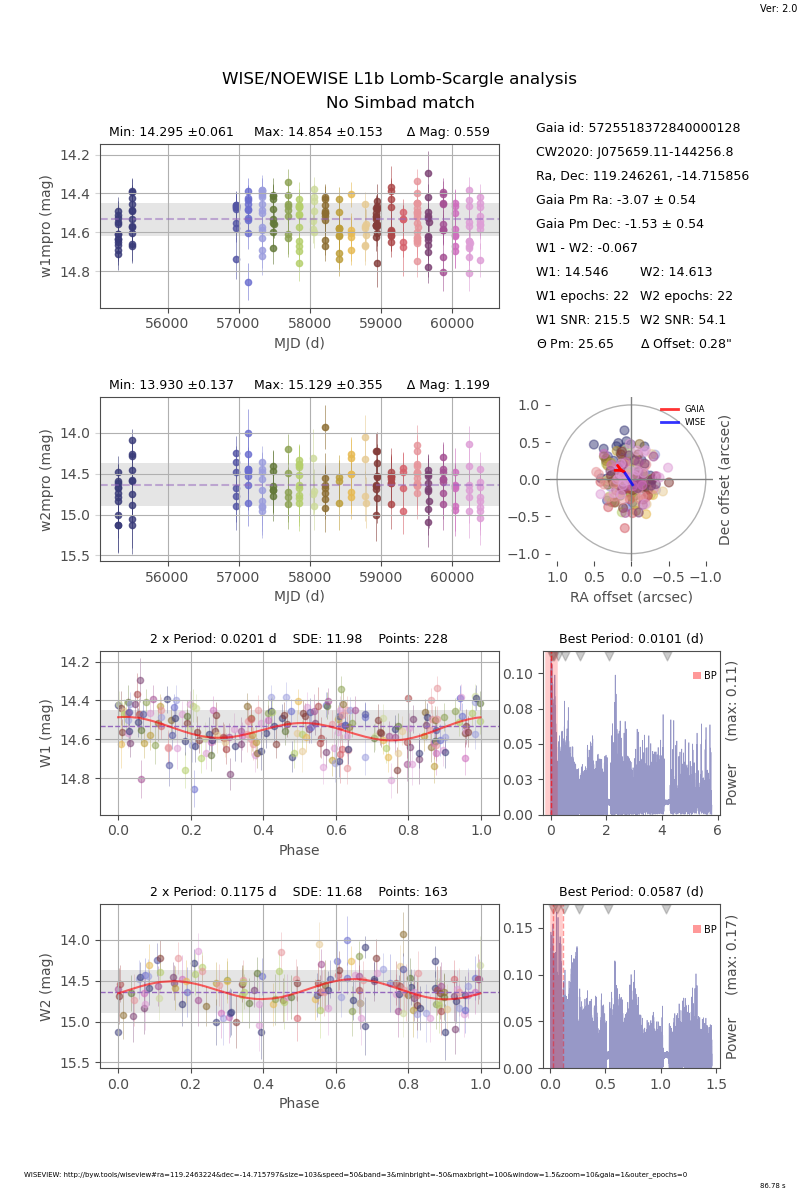 Ver: 2.0
WISE/NOEWISE L1b Lomb-Scargle analysis
No Simbad match
Min: 14.295 ±0.061 Max: 14.854 ±0.153 Δ Mag: 0.559
14.2
14.4
14.6
14.8
w1mpro (mag)
56000 57000 58000 59000 60000
MJD (d)
Gaia id: 5725518372840000128
CW2020: J075659.11-144256.8
Ra, Dec: 119.246261, -14.715856
Gaia Pm Ra: -3.07 ± 0.54
Gaia Pm Dec: -1.53 ± 0.54
W1 - W2: -0.067
W1: 14.546 W2: 14.613
W1 epochs: 22 W2 epochs: 22
W1 SNR: 215.5 W2 SNR: 54.1
Θ Pm: 25.65 Δ Offset: 0.28"
Min: 13.930 ±0.137 Max: 15.129 ±0.355 Δ Mag: 1.199
14.0
14.5
15.0
15.5
w2mpro (mag)
56000 57000 58000 59000 60000
MJD (d)
1.0
0.5
0.0
−0.5
−1.0
GAIA
WISE
Dec offset (arcsec)
1.0 0.5 0.0 −0.5 −1.0
RA offset (arcsec)
2 x Period: 0.0201 d SDE: 11.98 Points: 228
14.2
14.4
14.6
14.8
W1 (mag)
0.0 0.2 0.4 0.6 0.8 1.0
Phase
Best Period: 0.0101 (d)
0.10
0.08
0.05
0.03
0.00
BP
Power (max: 0.11)
0 2 4 6
2 x Period: 0.1175 d SDE: 11.68 Points: 163
14.0
14.5
15.0
15.5
W2 (mag)
0.0 0.2 0.4 0.6 0.8 1.0
Phase
Best Period: 0.0587 (d)
0.15
0.10
0.05
0.00
BP
Power (max: 0.17)
0.0 0.5 1.0 1.5
WISEVIEW: http://byw.tools/wiseview#ra=119.2463224&dec=-14.715797&size=103&speed=50&band=3&minbright=-50&maxbright=100&window=1.5&zoom=10&gaia=1&outer_epochs=0
86.78 s